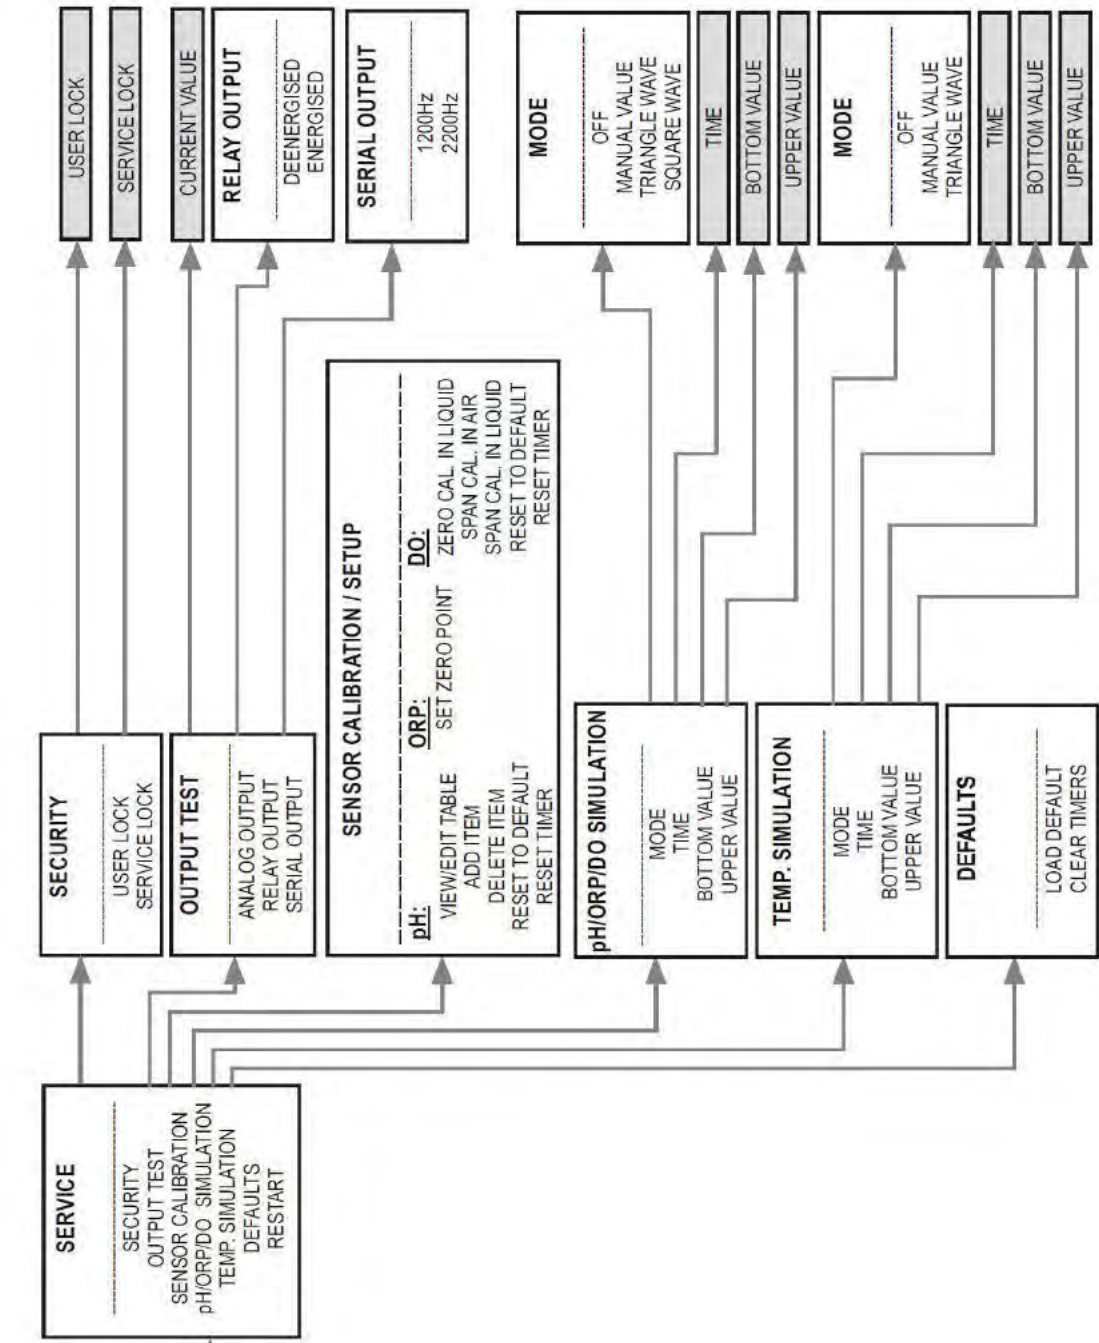 SERVICE
SECURITY
OUTPUT TEST
SENSOR CALIBRATION
pH/ORP/DO SIMULATION
TEMP. SIMULATION
DEFAULTS
RESTART
SECURITY
USER LOCK
SERVICE LOCK
OUTPUT TEST
ANALOG OUTPUT
RELAY OUTPUT
SERIAL OUTPUT
SENSOR CALIBRATION / SETUP
pH:
VIEW/EDIT TABLE
ADD ITEM
DELETE ITEM
RESET TO DEFAULT
RESET TIMER
ORP:
SET ZERO POINT
DO:
ZERO CAL. IN LIQUID
SPAN CAL. IN AIR
SPAN CAL. IN LIQUID
RESET TO DEFAULT
RESET TIMER
pH/ORP/DO SIMULATION
MODE
TIME
BOTTOM VALUE
UPPER VALUE
TEMP. SIMULATION
MODE
TIME
BOTTOM VALUE
UPPER VALUE
DEFAULTS
LOAD DEFAULT
CLEAR TIMERS
USER LOCK
SERVICE LOCK
CURRENT VALUE
RELAY OUTPUT
DEENERGISED
ENERGISED
SERIAL OUTPUT
1200Hz
2200Hz
MODE
OFF
MANUAL VALUE
TRIANGLE WAVE
SQUARE WAVE
TIME
BOTTOM VALUE
UPPER VALUE
MODE
OFF
MANUAL VALUE
TRIANGLE WAVE
TIME
BOTTOM VALUE
UPPER VALUE